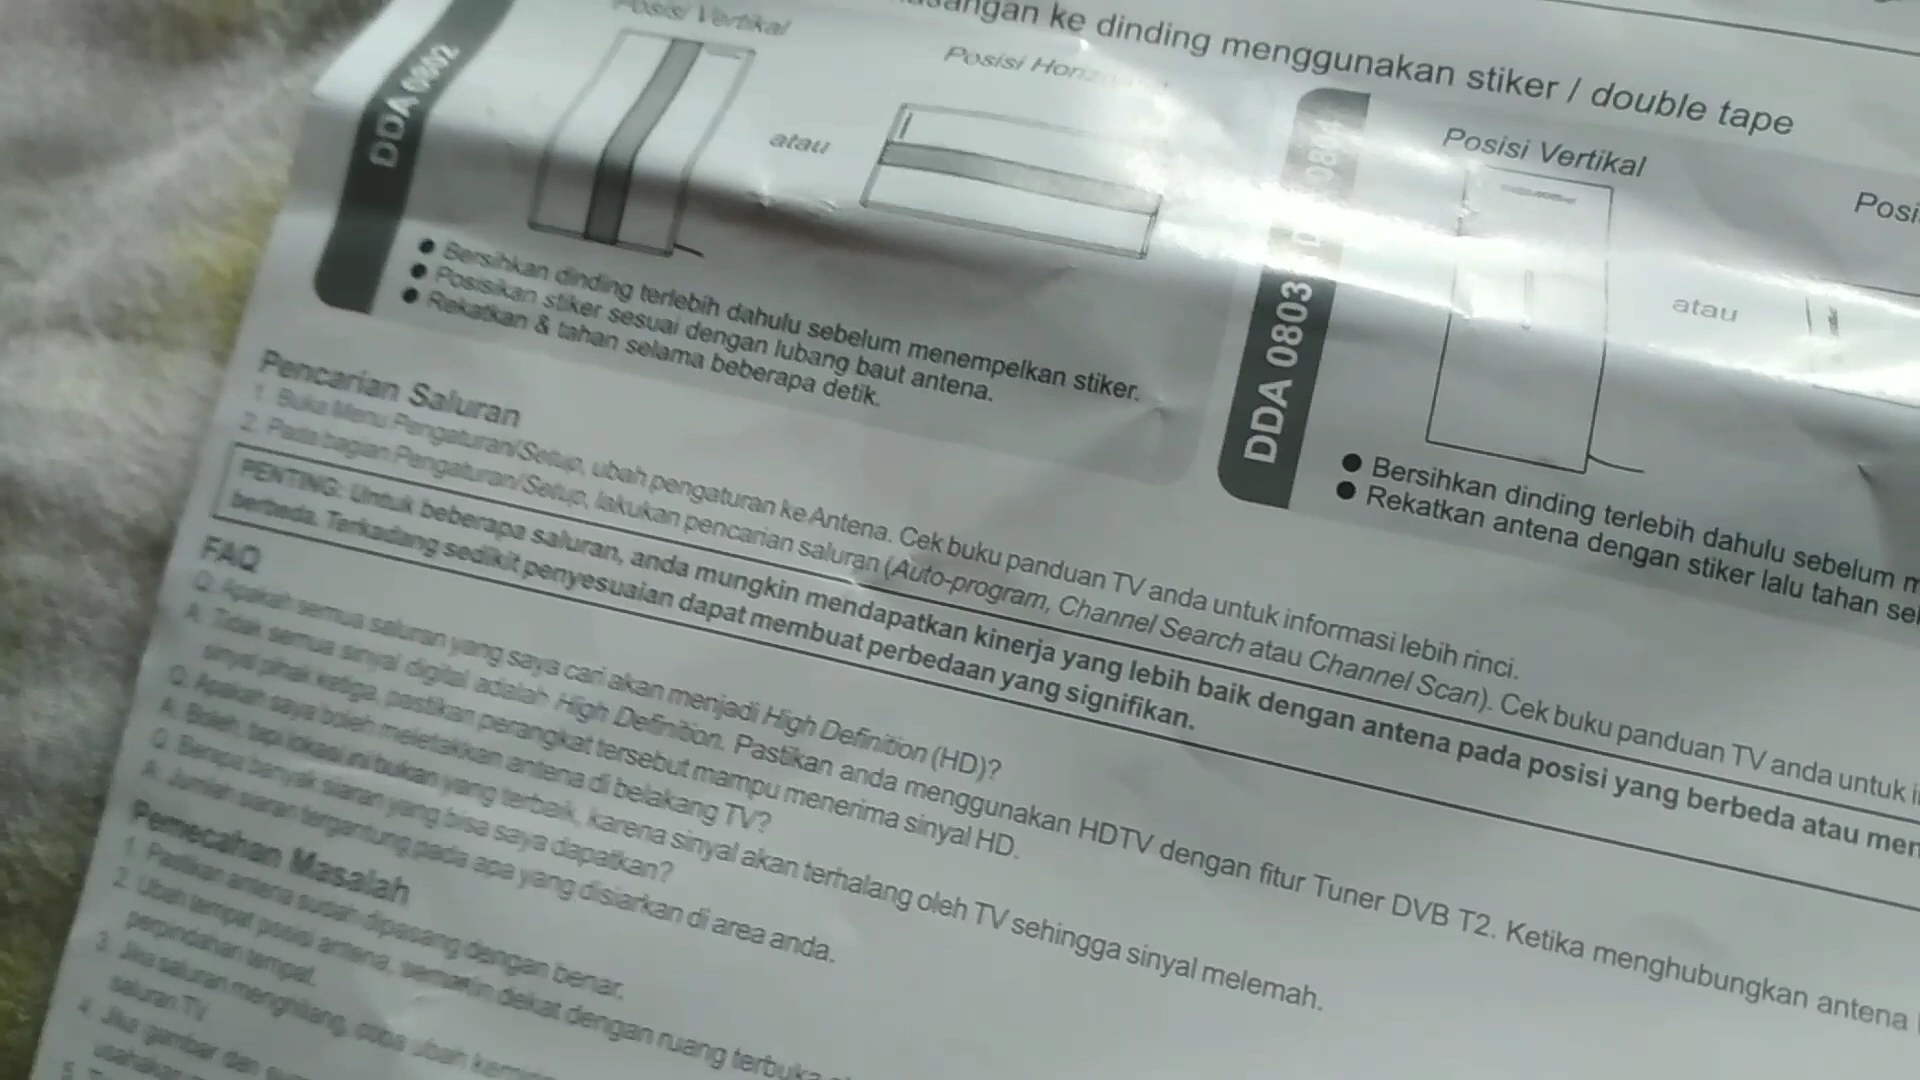 ke dinding menggunakan stiker / double tape
Posisi Vertikal
atau
DDA 0802
● Bersihkan dinding terlebih dahulu sebelum menempelkan stiker.
● Posisikan stiker sesuai dengan lubang baut antena.
● Rekatkan & tahan selama beberapa detik.
Posisi Vertikal
atau
DDA 0803
● Bersihkan dinding terlebih dahulu sebelum
● Rekatkan antena dengan stiker lalu tahan
Pencarian Saluran
1. Buka Menu Pengaturan/Setup, ubah pengaturan ke Antena. Cek buku panduan TV anda untuk informasi lebih rinci.
2. Pada bagian Pengaturan/Setup, lakukan pencarian saluran (Auto-program, Channel Search atau Channel Scan). Cek buku panduan TV anda untuk
PENTING: Untuk beberapa saluran, anda mungkin mendapatkan kinerja yang lebih baik dengan antena pada posisi yang berbeda atau
berbeda. Terkadang sedikit penyesuaian dapat membuat perbedaan yang signifikan.
FAQ
Q. Apakah semua saluran yang saya cari akan menjadi High Definition (HD)?
A. Tidak semua sinyal digital adalah High Definition. Pastikan anda menggunakan HDTV dengan fitur Tuner DVB T2. Ketika menghubungkan antena
sinyal pihak ketiga, pastikan perangkat tersebut mampu menerima sinyal HD.
Q. Apakah saya boleh meletakkan antena di belakang TV?
A. Boleh, tapi lokasi ini bukan yang terbaik, karena sinyal akan terhalang oleh TV sehingga sinyal melemah.
Q. Berapa banyak siaran yang bisa saya dapatkan?
A. Jumlah siaran tergantung pada apa yang disiarkan di area anda.
Pemecahan Masalah
1. Pastikan antena sudah dipasang dengan benar.
2. Ubah tempat posisi antena, semakin dekat dengan ruang terbuka
perpindahan tempat.
3. Jika saluran menghilang, coba ubah
saluran TV
4. Jika gambar dan
5.